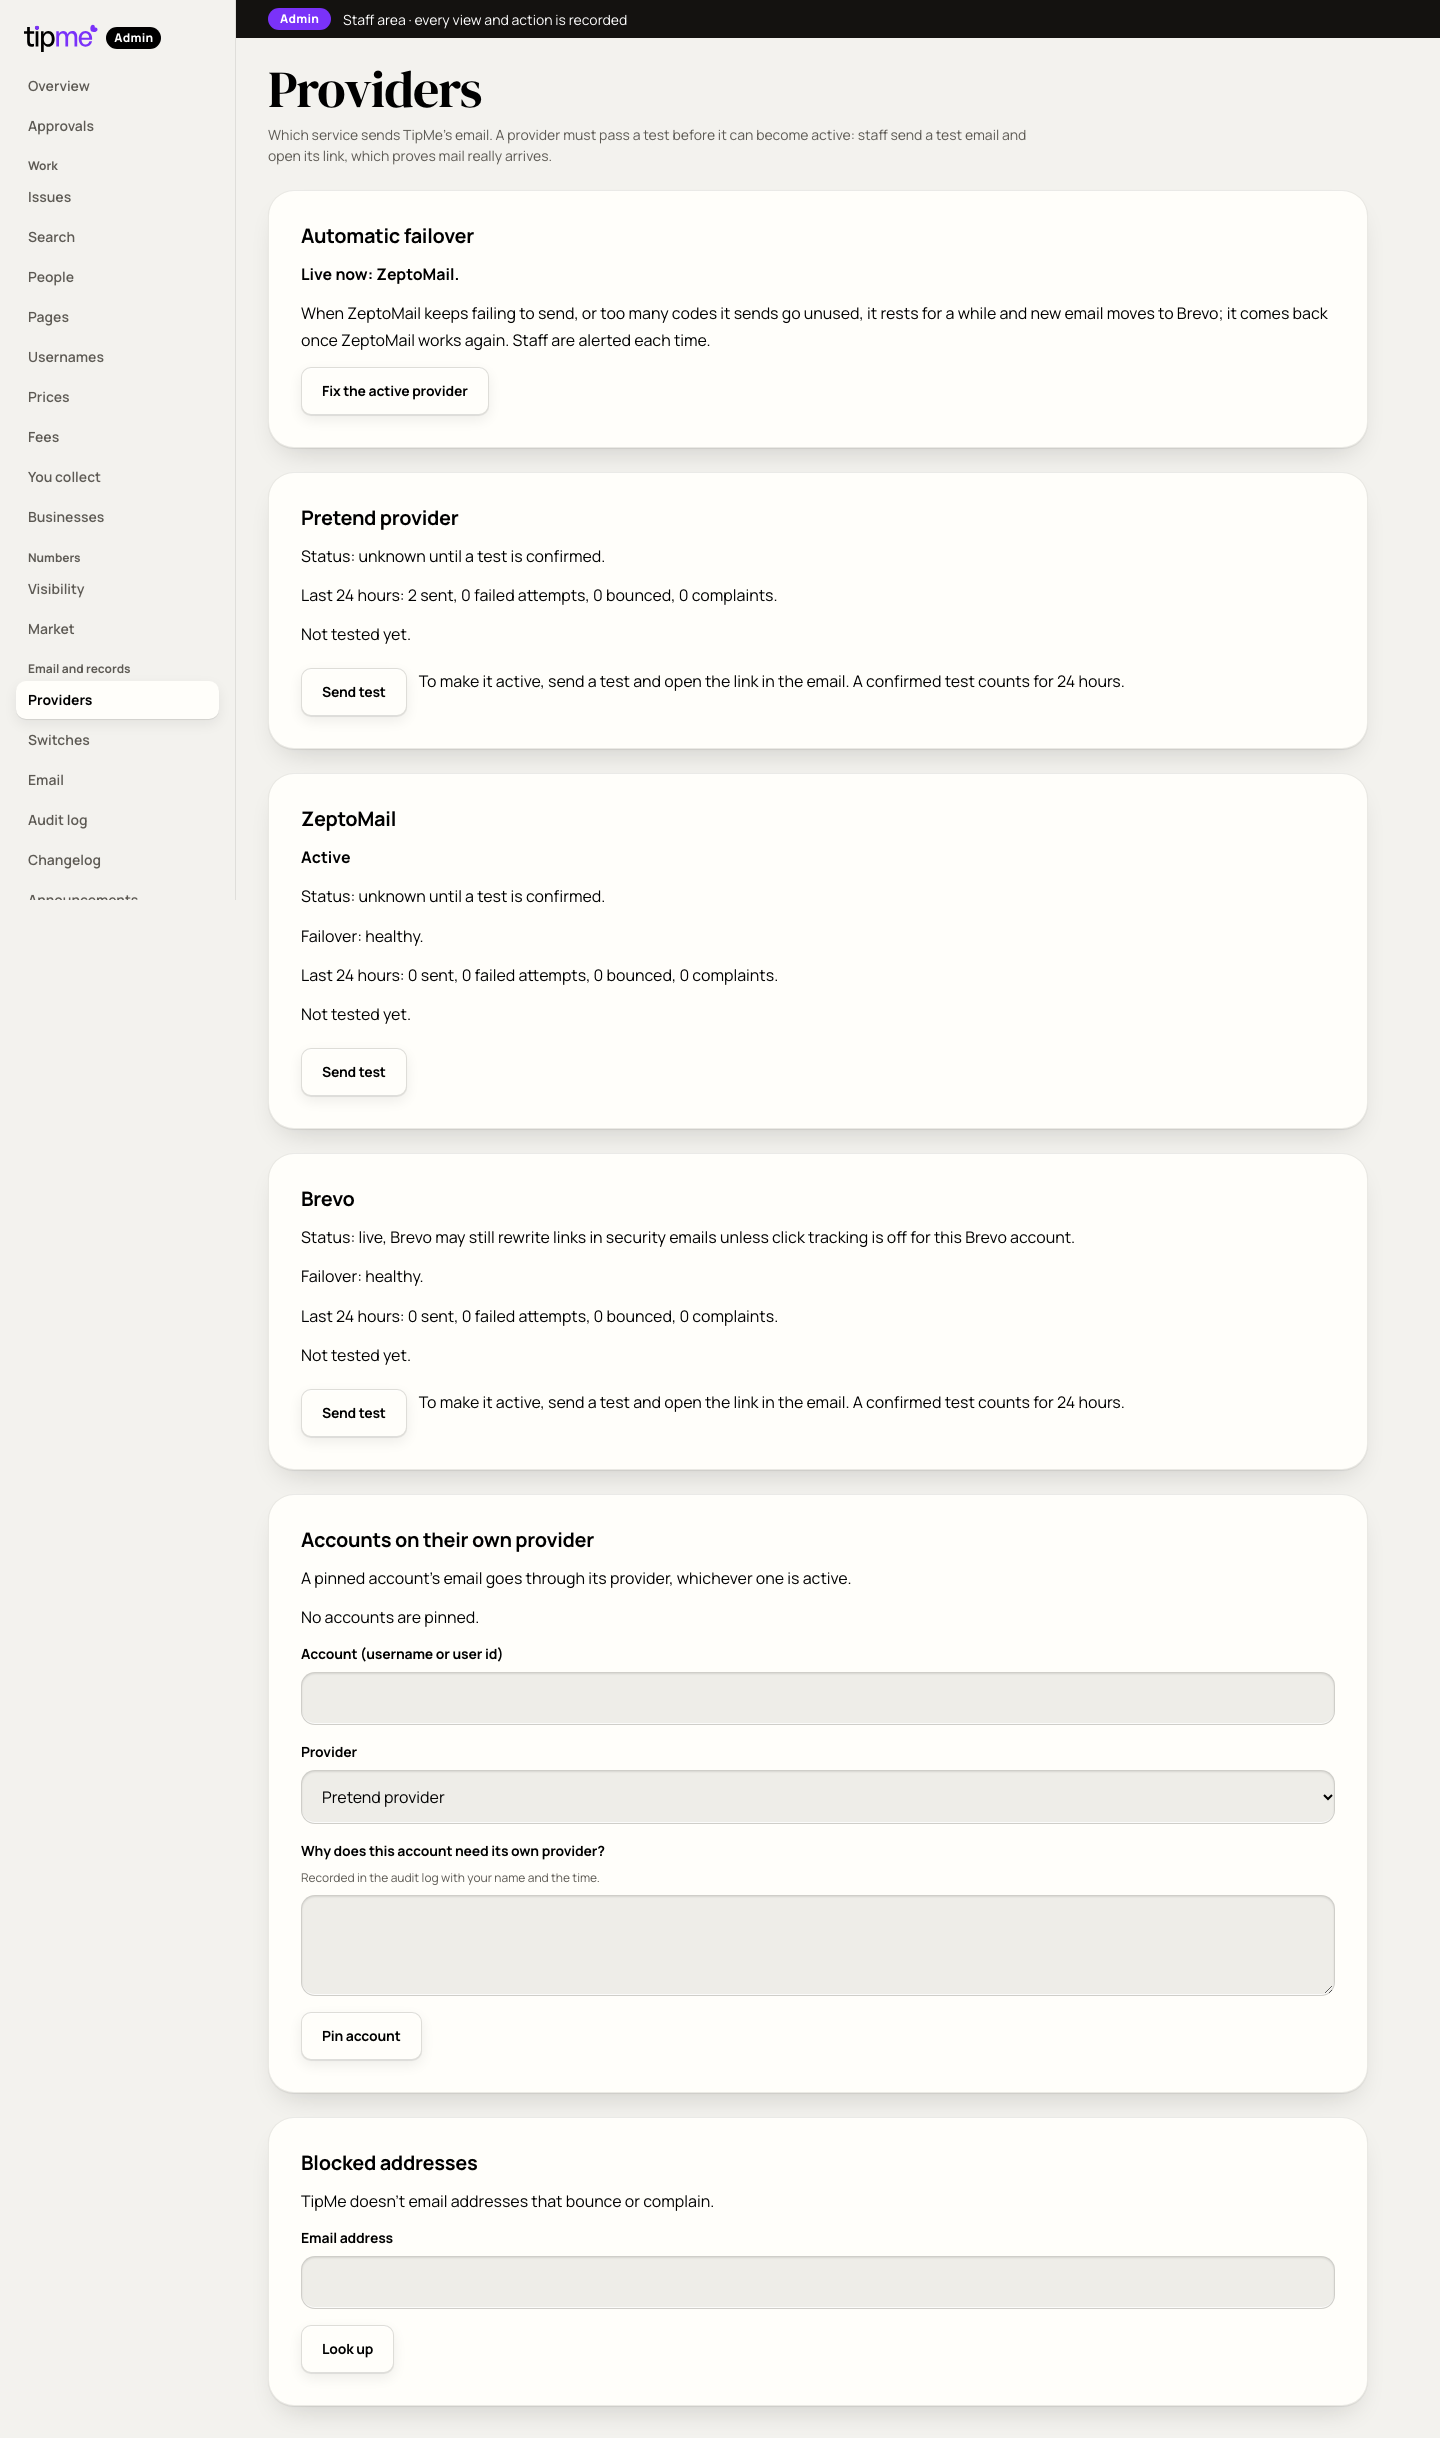 tipme Admin
Overview
Approvals
Work
Issues
Search
People
Pages
Usernames
Prices
Fees
You collect
Businesses
Numbers
Visibility
Market
Email and records
Providers
Switches
Email
Audit log
Changelog
Announcements
Admin Staff area · every view and action is recorded
Providers
Which service sends TipMe’s email. A provider must pass a test before it can become active: staff send a test email and
open its link, which proves mail really arrives.
Automatic failover
Live now: ZeptoMail.
When ZeptoMail keeps failing to send, or too many codes it sends go unused, it rests for a while and new email moves to Brevo; it comes back
once ZeptoMail works again. Staff are alerted each time.
Fix the active provider
Pretend provider
Status: unknown until a test is confirmed.
Last 24 hours: 2 sent, 0 failed attempts, 0 bounced, 0 complaints.
Not tested yet.
Send test To make it active, send a test and open the link in the email. A confirmed test counts for 24 hours.
ZeptoMail
Active
Status: unknown until a test is confirmed.
Failover: healthy.
Last 24 hours: 0 sent, 0 failed attempts, 0 bounced, 0 complaints.
Not tested yet.
Send test
Brevo
Status: live, Brevo may still rewrite links in security emails unless click tracking is off for this Brevo account.
Failover: healthy.
Last 24 hours: 0 sent, 0 failed attempts, 0 bounced, 0 complaints.
Not tested yet.
Send test To make it active, send a test and open the link in the email. A confirmed test counts for 24 hours.
Accounts on their own provider
A pinned account’s email goes through its provider, whichever one is active.
No accounts are pinned.
Account (username or user id)
Provider
Pretend provider
Why does this account need its own provider?
Recorded in the audit log with your name and the time.
Pin account
Blocked addresses
TipMe doesn’t email addresses that bounce or complain.
Email address
Look up